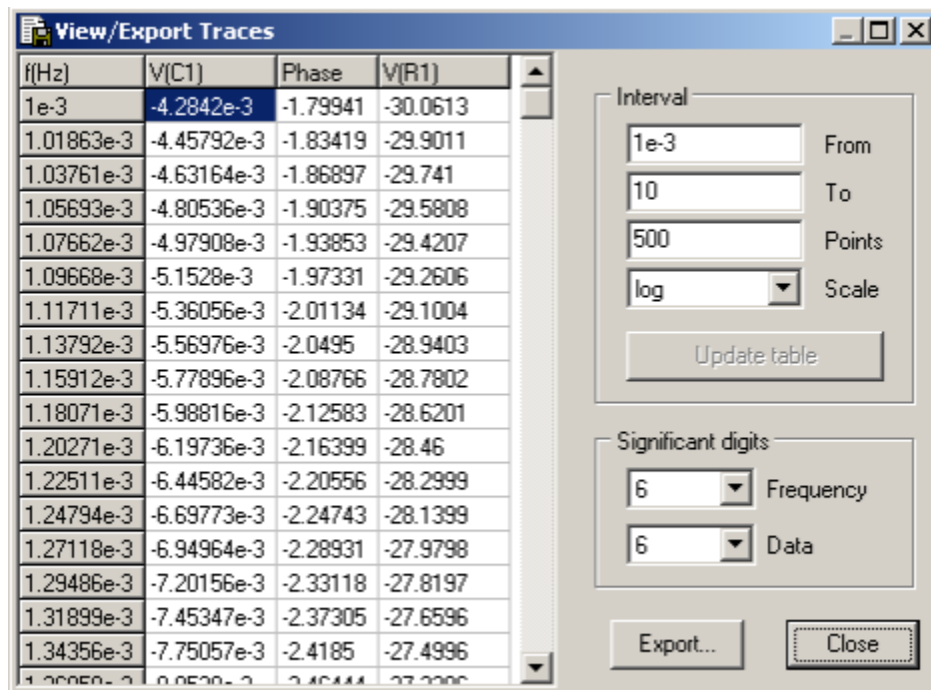 View/Export Traces
f(Hz) V(C1) Phase V(R1)
1e-3 -4.2842e-3 -1.79941 -30.0613
1.01863e-3 -4.45792e-3 -1.83419 -29.9011
1.03761e-3 -4.63164e-3 -1.86897 -29.741
1.05693e-3 -4.80536e-3 -1.90375 -29.5808
1.07662e-3 -4.97908e-3 -1.93853 -29.4207
1.09668e-3 -5.1528e-3 -1.97331 -29.2606
1.11711e-3 -5.36056e-3 -2.01134 -29.1004
1.13792e-3 -5.56976e-3 -2.0495 -28.9403
1.15912e-3 -5.77896e-3 -2.08766 -28.7802
1.18071e-3 -5.98816e-3 -2.12583 -28.6201
1.20271e-3 -6.19736e-3 -2.16399 -28.46
1.22511e-3 -6.44582e-3 -2.20556 -28.2999
1.24794e-3 -6.69773e-3 -2.24743 -28.1399
1.27118e-3 -6.94964e-3 -2.28931 -27.9798
1.29486e-3 -7.20156e-3 -2.33118 -27.8197
1.31899e-3 -7.45347e-3 -2.37305 -27.6596
1.34356e-3 -7.75057e-3 -2.4185 -27.4996
Interval
1e-3 From
10 To
500 Points
log Scale
Update table
Significant digits
6 Frequency
6 Data
Export... Close